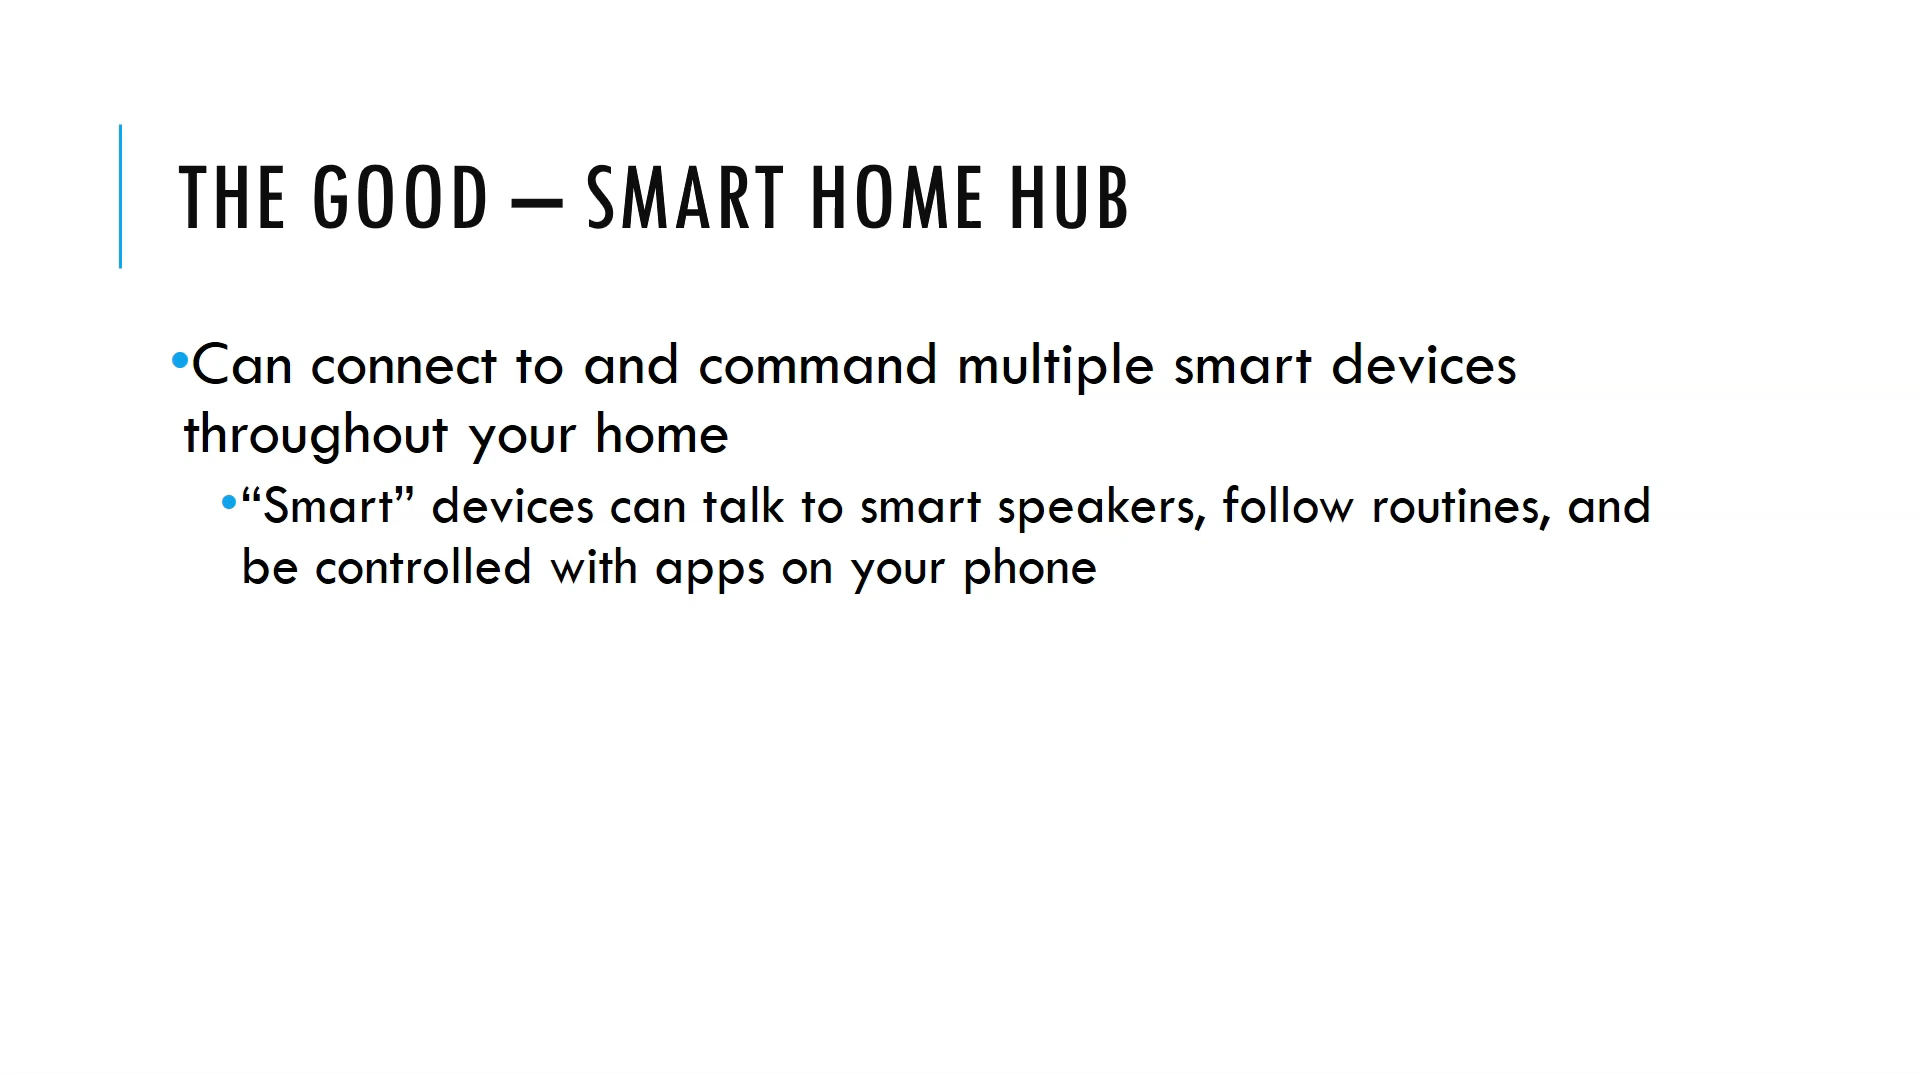 THE GOOD – SMART HOME HUB
•Can connect to and command multiple smart devices
throughout your home
•“Smart” devices can talk to smart speakers, follow routines, and
be controlled with apps on your phone